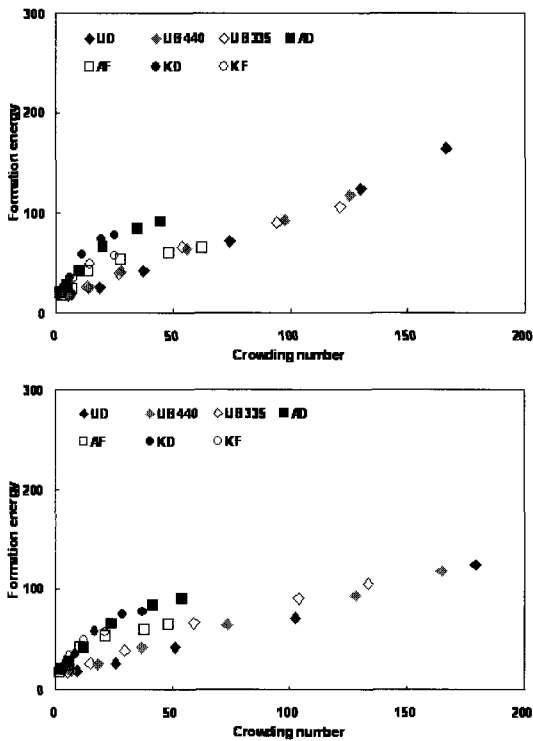 300
UD UB440 UB335 AD
AF KD KF
200
Formation energy
100
0
0 50 100 150 200
Crowding number
300
UD UB440 UB335 AD
AF KD KF
200
Formation energy
100
0
0 50 100 150 200
Crowding number